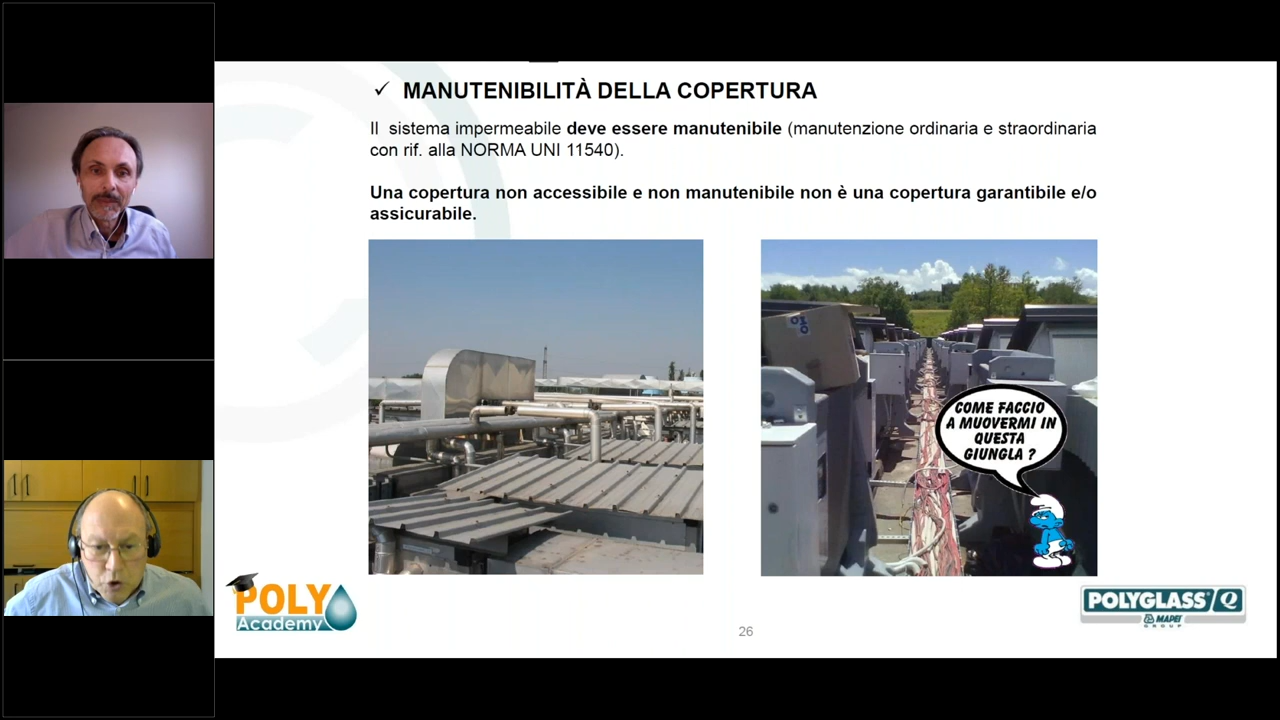 ✓ MANUTENIBILITÀ DELLA COPERTURA
Il sistema impermeabile deve essere manutenibile (manutenzione ordinaria e straordinaria
con rif. alla NORMA UNI 11540).
Una copertura non accessibile e non manutenibile non è una copertura garantibile e/o
assicurabile.
COME FACCIO
A MUOVERMI IN
QUESTA
GIUNGLA ?
POLY
Academy
26
POLYGLASS® Q
MAPEI
GROUP